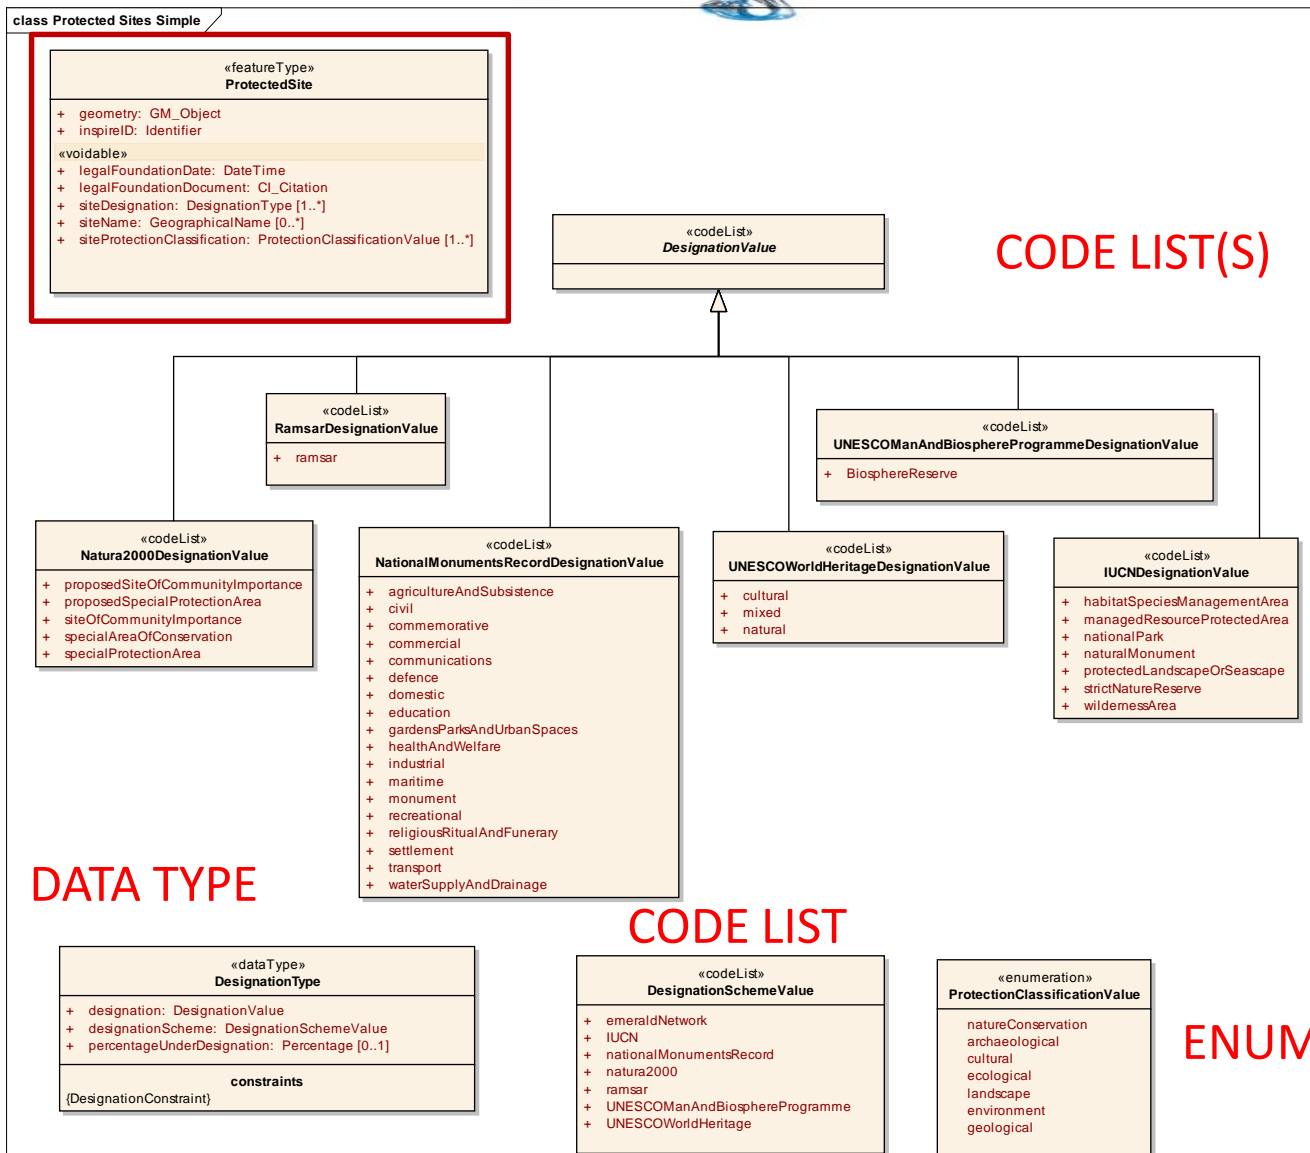 class Protected Sites Simple
«featureType»
ProtectedSite
+ geometry: GM_Object
+ inspireID: Identifier
«voidable»
+ legalFoundationDate: DateTime
+ legalFoundationDocument: CI_Citation
+ siteDesignation: DesignationType [1..*]
+ siteName: GeographicalName [0..*]
+ siteProtectionClassification: ProtectionClassificationValue [1..*]
«codeList»
DesignationValue
CODE LIST(S)
«codeList»
RamsarDesignationValue
+ ramsar
«codeList»
UNESCOManAndBiosphereProgrammeDesignationValue
+ BiosphereReserve
«codeList»
Natura2000DesignationValue
+ proposedSiteOfCommunityImportance
+ proposedSpecialProtectionArea
+ siteOfCommunityImportance
+ specialAreaOfConservation
+ specialProtectionArea
«codeList»
NationalMonumentsRecordDesignationValue
+ agricultureAndSubsistence
+ civil
+ commemorative
+ commercial
+ communications
+ defence
+ domestic
+ education
+ gardensParksAndUrbanSpaces
+ healthAndWelfare
+ industrial
+ maritime
+ monument
+ recreational
+ religiousRitualAndFunerary
+ settlement
+ transport
+ waterSupplyAndDrainage
«codeList»
UNESCOWorldHeritageDesignationValue
+ cultural
+ mixed
+ natural
«codeList»
IUCNDesignationValue
+ habitatSpeciesManagementArea
+ managedResourceProtectedArea
+ nationalPark
+ naturalMonument
+ protectedLandscapeOrSeascape
+ strictNatureReserve
+ wildernessArea
DATA TYPE
«dataType»
DesignationType
+ designation: DesignationValue
+ designationScheme: DesignationSchemeValue
+ percentageUnderDesignation: Percentage [0..1]
constraints
{DesignationConstraint}
CODE LIST
«codeList»
DesignationSchemeValue
+ emeraldNetwork
+ IUCN
+ nationalMonumentsRecord
+ natura2000
+ ramsar
+ UNESCOManAndBiosphereProgramme
+ UNESCOWorldHeritage
«enumeration»
ProtectionClassificationValue
natureConservation
archaeological
cultural
ecological
landscape
environment
geological
ENUM